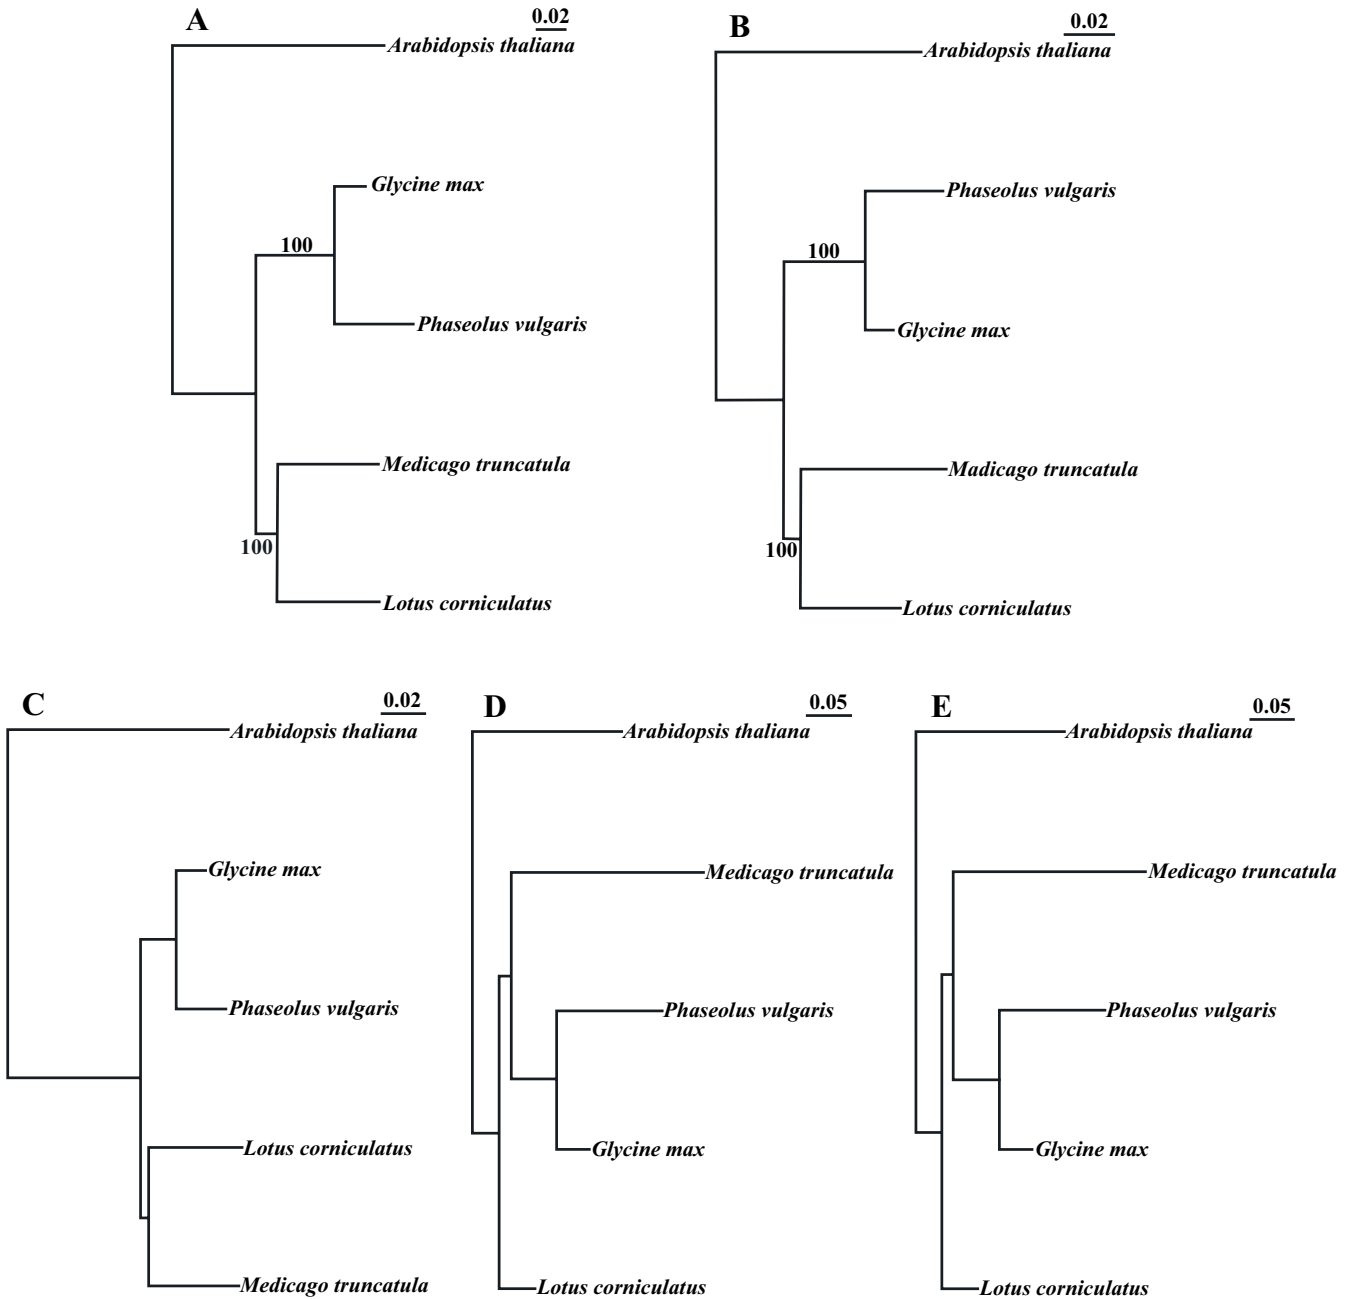 A
0.02
Arabidopsis thaliana
Glycine max
100
Phaseolus vulgaris
Medicago truncatula
100
Lotus corniculatus
B
0.02
Arabidopsis thaliana
Phaseolus vulgaris
100
Glycine max
Madicago truncatula
100
Lotus corniculatus
C
0.02
Arabidopsis thaliana
Glycine max
Phaseolus vulgaris
Lotus corniculatus
Medicago truncatula
D
0.05
Arabidopsis thaliana
Medicago truncatula
Phaseolus vulgaris
Glycine max
Lotus corniculatus
E
0.05
Arabidopsis thaliana
Medicago truncatula
Phaseolus vulgaris
Glycine max
Lotus corniculatus